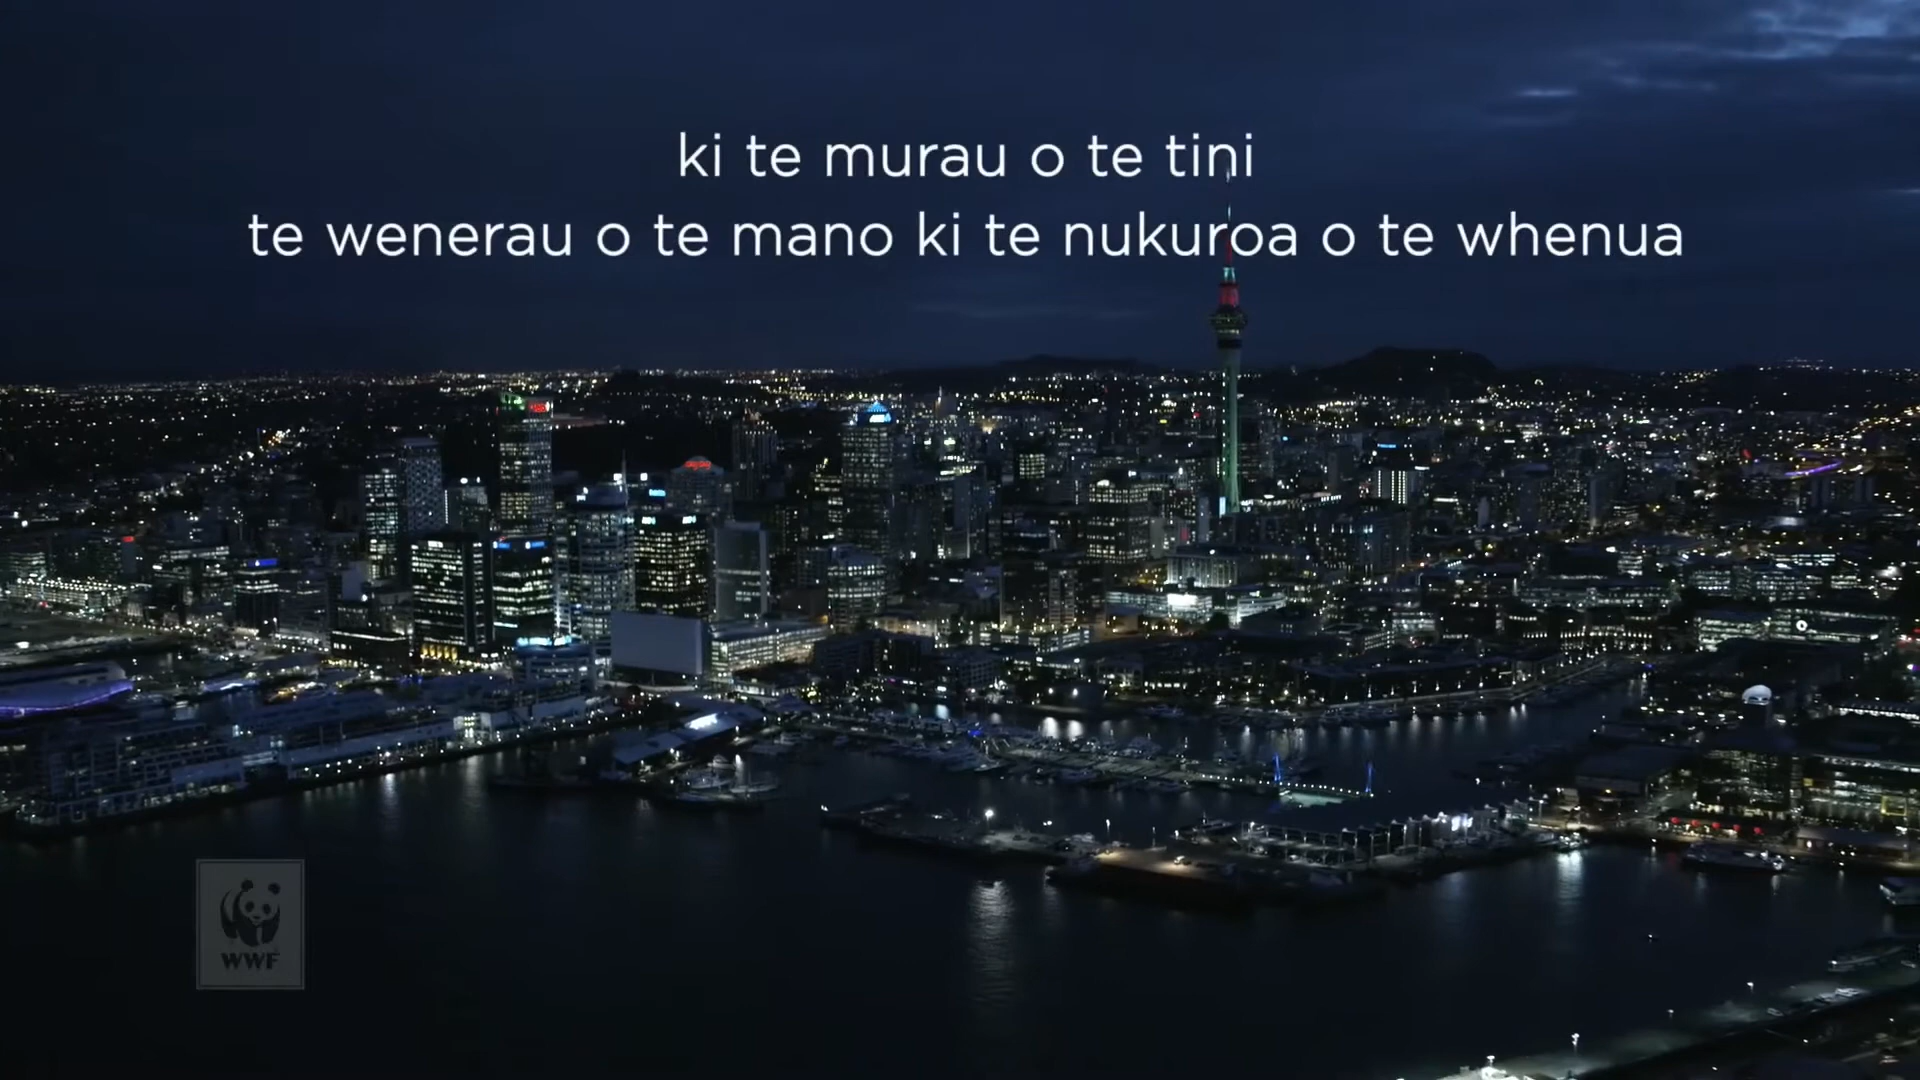 ki te murau o te tini
te wenerau o te mano ki te nukuroa o te whenua
WWF